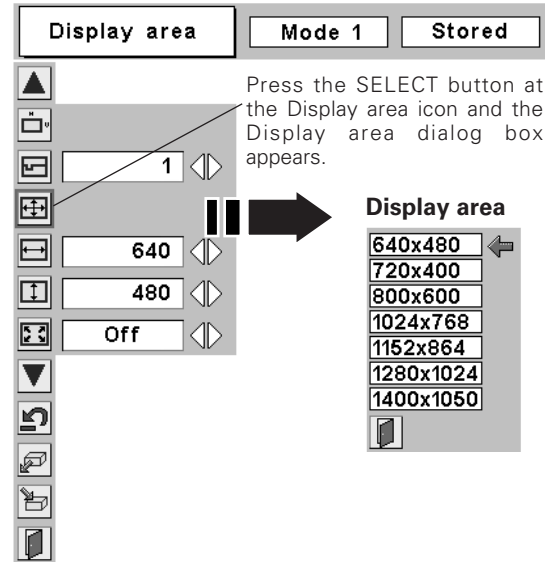 Display area
Mode 1
Stored
Press the SELECT button at
the Display area icon and the
Display area dialog box
appears.
H
V
1
640
480
Off
Display area
640x480
720x400
800x600
1024x768
1152x864
1280x1024
1400x1050